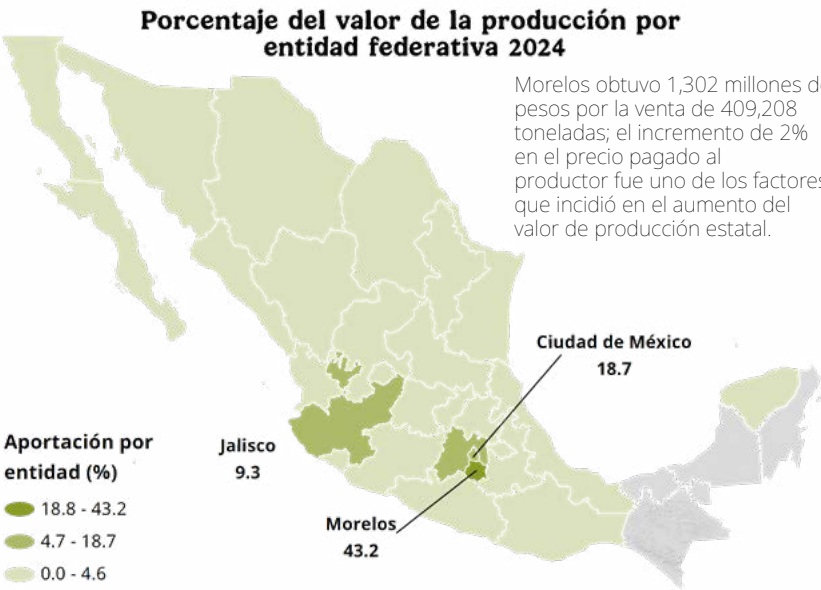 Porcentaje del valor de la producción por
entidad federativa 2024
Morelos obtuvo 1,302 millones de
pesos por la venta de 409,208
toneladas; el incremento de 2%
en el precio pagado al
productor fue uno de los factores
que incidió en el aumento del
valor de producción estatal.
Ciudad de México
18.7
Jalisco
9.3
Morelos
43.2
Aportación por
entidad (%)
18.8 - 43.2
4.7 - 18.7
0.0 - 4.6